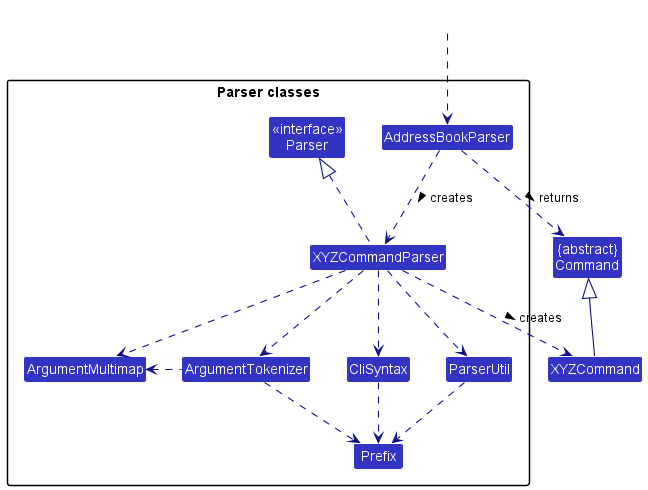 Parser classes
«interface»
Parser
AddressBookParser
creates
returns
XYZCommandParser
{abstract}
Command
creates
ArgumentMultimap
ArgumentTokenizer
CliSyntax
ParserUtil
XYZCommand
Prefix